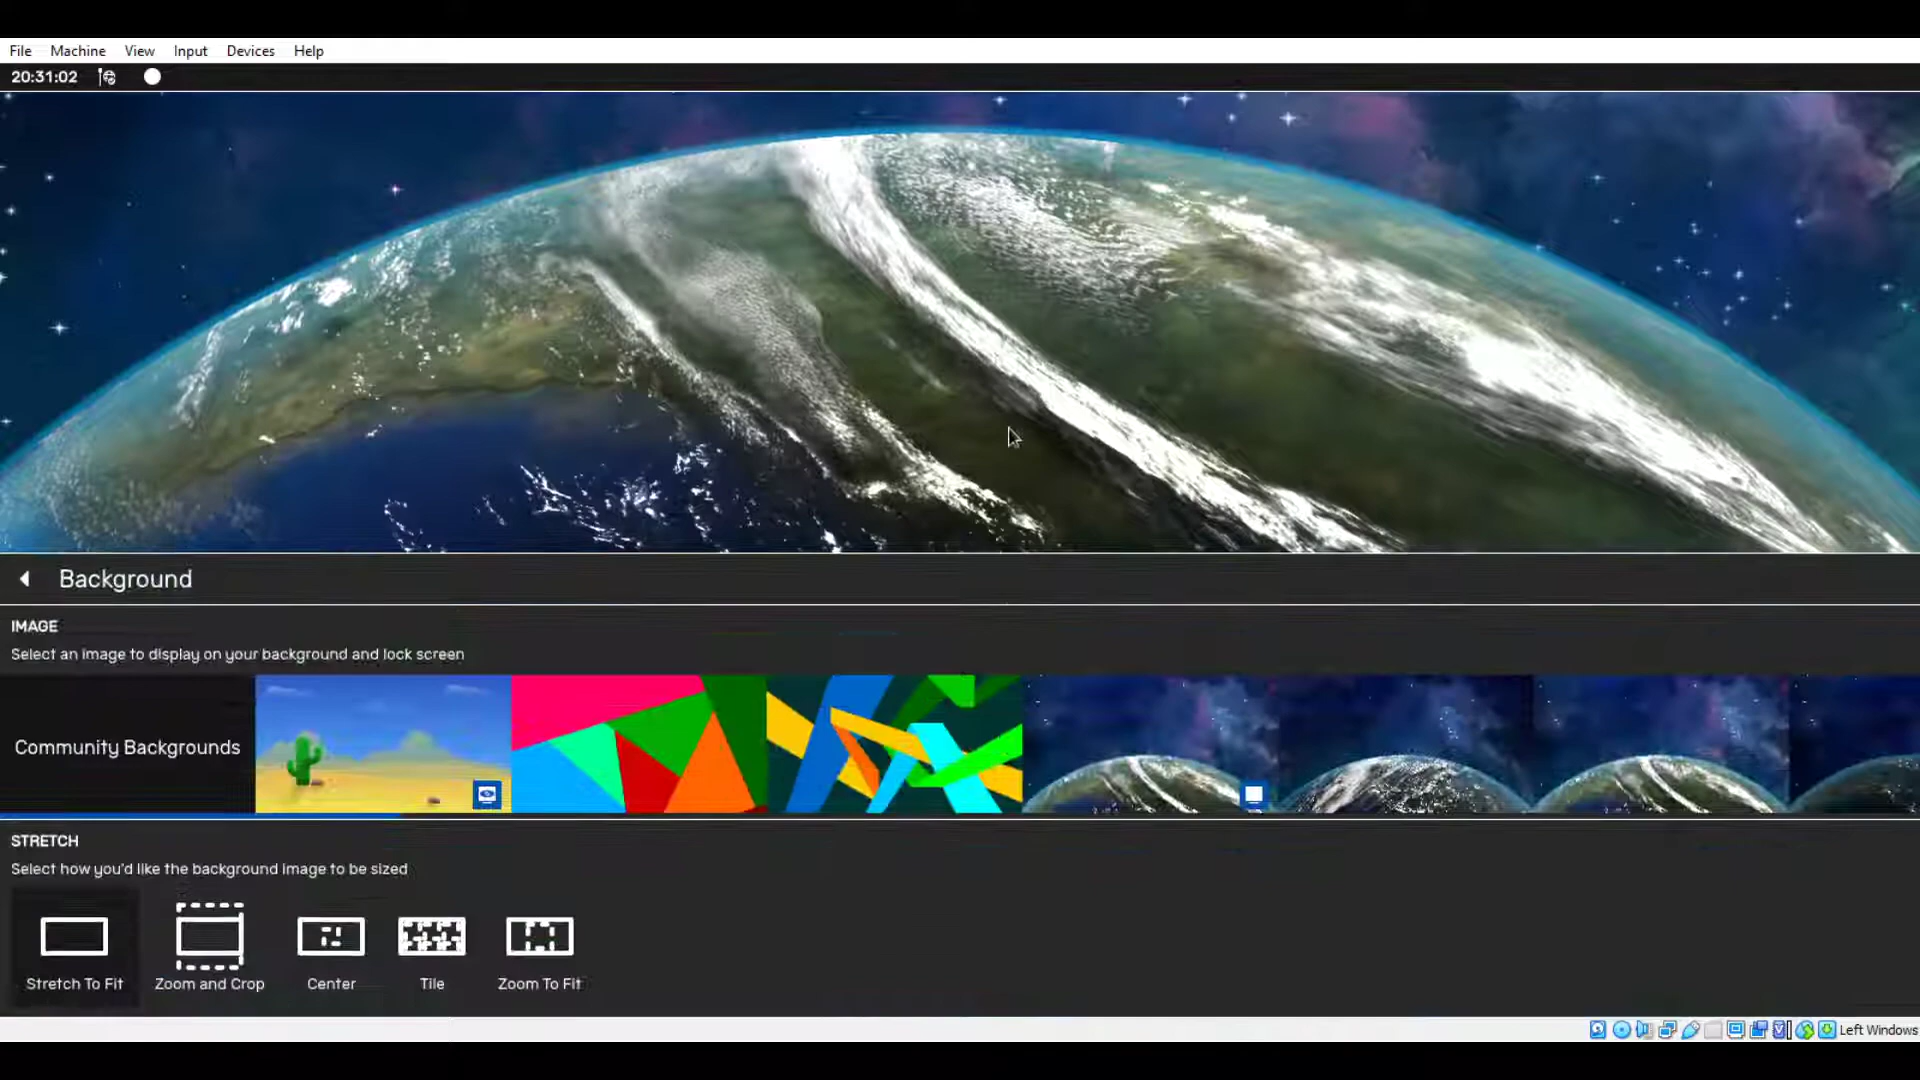 File Machine View Input Devices Help
20:31:02
Background
IMAGE
Select an image to display on your background and lock screen
Community Backgrounds
STRETCH
Select how you'd like the background image to be sized
Stretch To Fit Zoom and Crop Center Tile Zoom To Fit
Left Windows